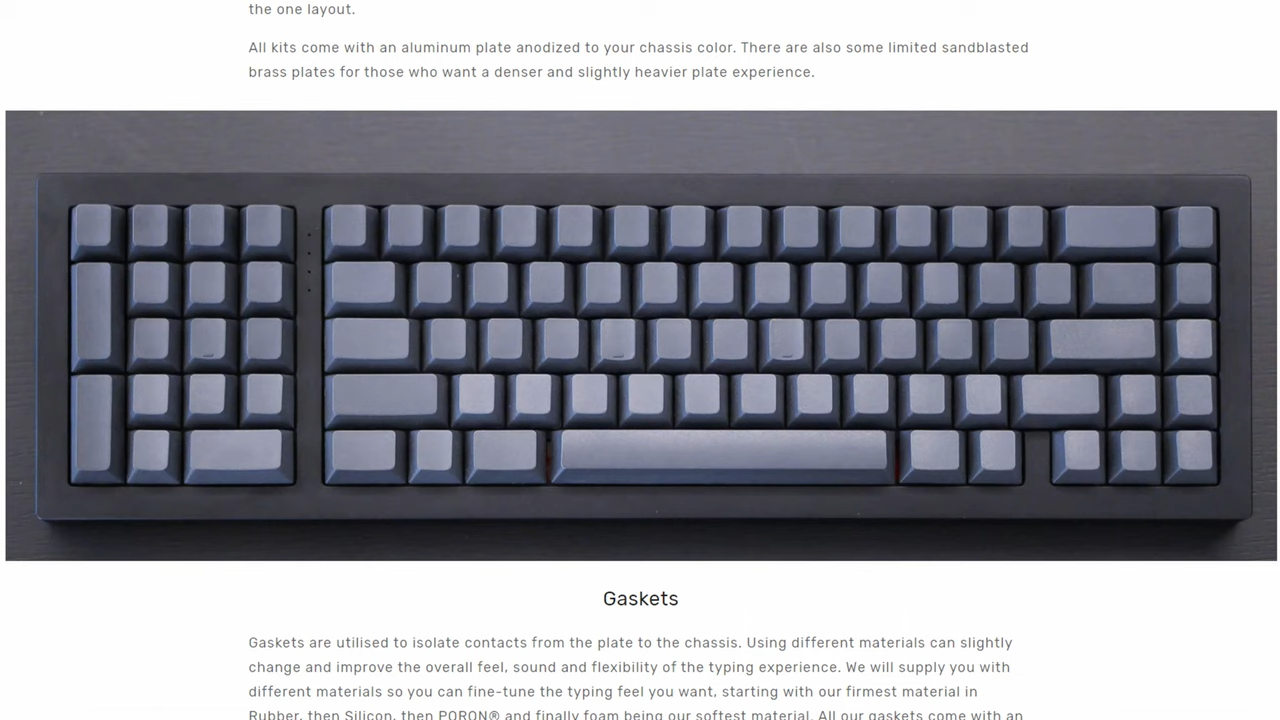 the one layout.
All kits come with an aluminum plate anodized to your chassis color. There are also some limited sandblasted
brass plates for those who want a denser and slightly heavier plate experience.
Gaskets
Gaskets are utilised to isolate contacts from the plate to the chassis. Using different materials can slightly
change and improve the overall feel, sound and flexibility of the typing experience. We will supply you with
different materials so you can fine-tune the typing feel you want, starting with our firmest material in
Rubber, then Silicon, then PORON® and finally foam being our softest material. All our gaskets come with an